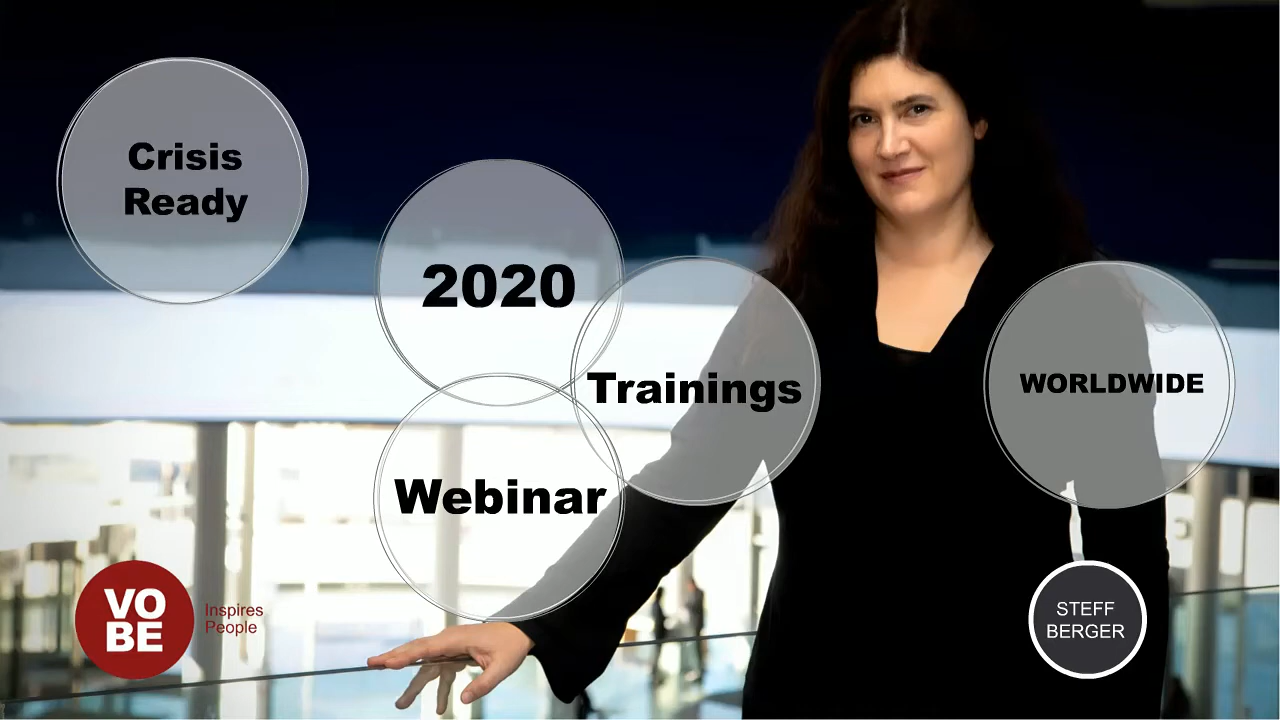 Crisis
Ready
2020
Trainings
WORLDWIDE
Webinar
VO
BE
Inspires
People
STEFF
BERGER